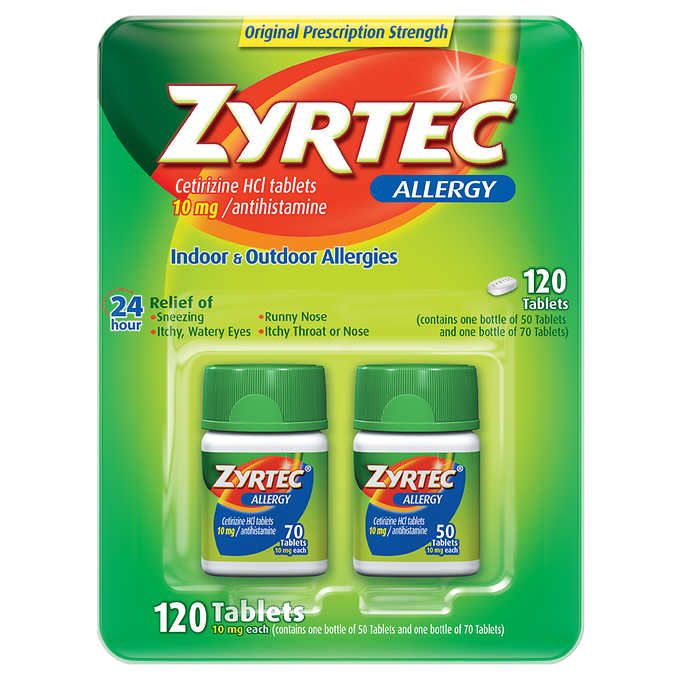 Original Prescription Strength
ZYRTEC®
ALLERGY
Cetirizine HCl tablets
10 mg /antihistamine
Indoor & Outdoor Allergies
24 hour
Relief of
•Sneezing
•Runny Nose
•Itchy, Watery Eyes
•Itchy Throat or Nose
120
Tablets
(contains one bottle of 50 Tablets
and one bottle of 70 Tablets)
ZYRTEC®
ALLERGY
Cetirizine HCl tablets
10 mg / antihistamine
70
Tablets
10 mg each
ZYRTEC®
ALLERGY
Cetirizine HCl tablets
10 mg / antihistamine
50
Tablets
10 mg each
120 Tablets
10 mg each (contains one bottle of 50 Tablets and one bottle of 70 Tablets)